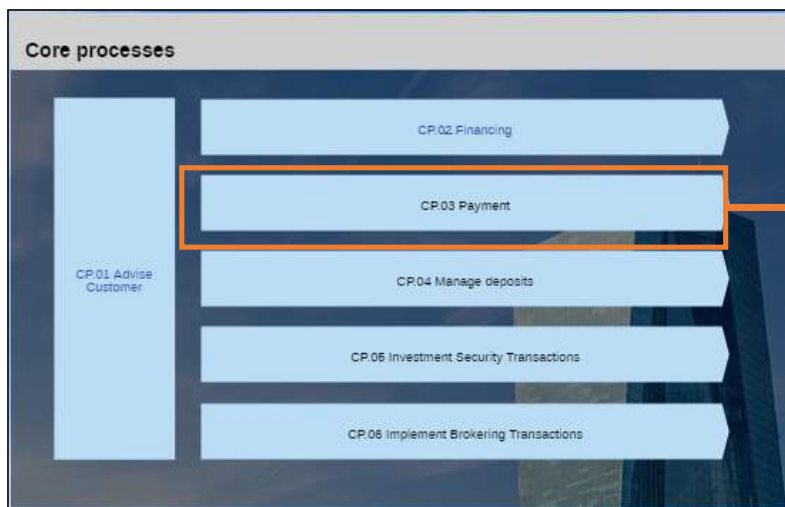 Core processes
CP.02 Financing
CP.03 Payment
CP.01 Advise
Customer
CP.04 Manage deposits
CP.05 Investment Security Transactions
CP.06 Implement Brokering Transactions